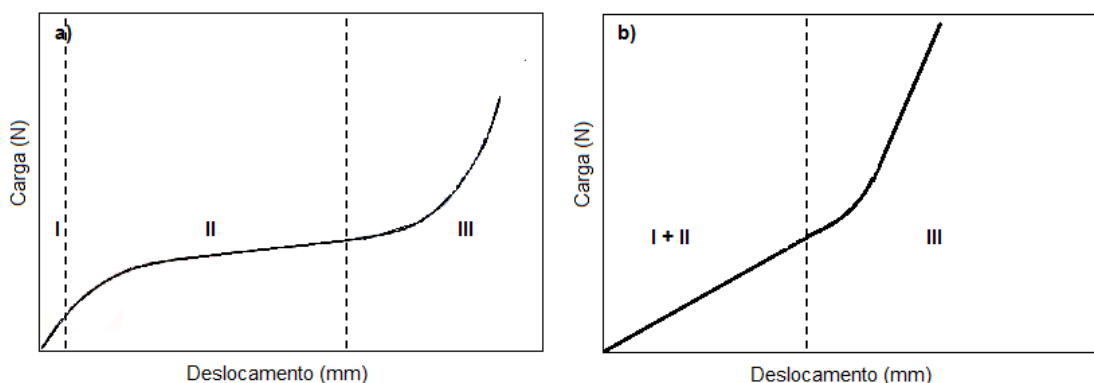 a)
Carga (N)
I
II
III
Deslocamento (mm)
b)
Carga (N)
I + II
III
Deslocamento (mm)